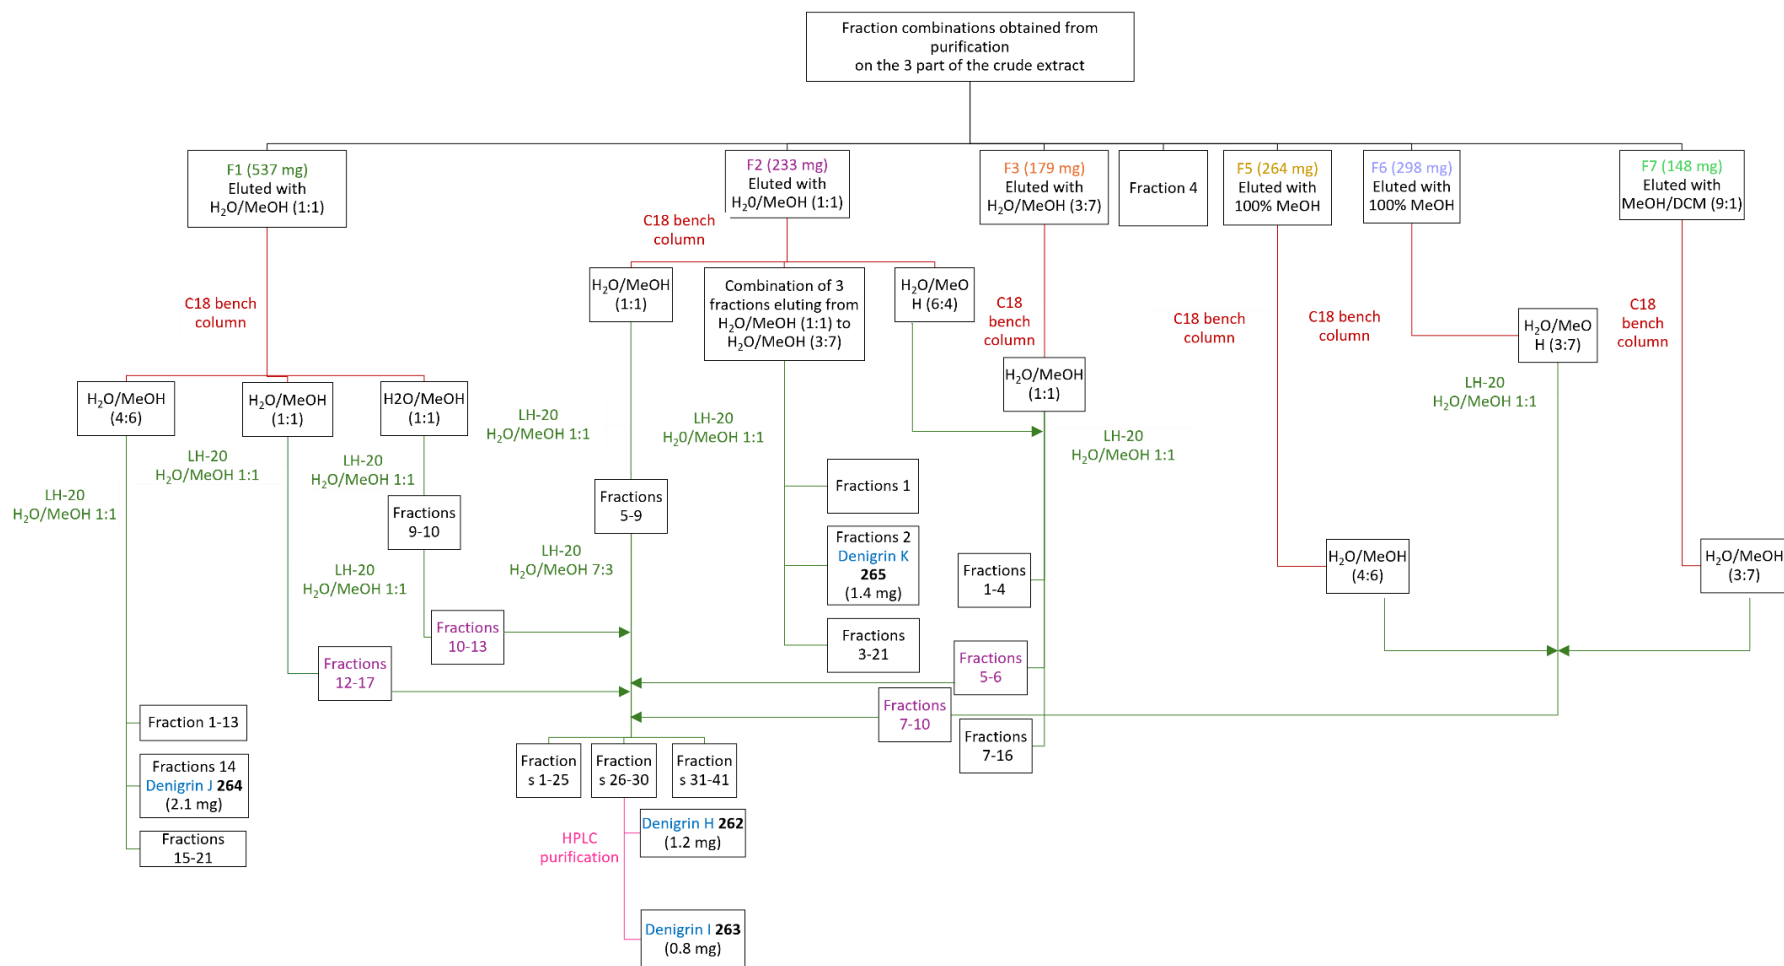 Fraction combinations obtained from
purification
on the 3 part of the crude extract
F1 (537 mg)
Eluted with
H₂O/MeOH (1:1)
F2 (233 mg)
Eluted with
H₂0/MeOH (1:1)
F3 (179 mg)
Eluted with
H₂O/MeOH (3:7)
Fraction 4
F5 (264 mg)
Eluted with
100% MeOH
F6 (298 mg)
Eluted with
100% MeOH
F7 (148 mg)
Eluted with
MeOH/DCM (9:1)
C18 bench
column
C18 bench
column
C18
bench
column
C18 bench
column
C18 bench
column
C18
bench
column
H₂O/MeOH
(1:1)
Combination of 3
fractions eluting from
H₂O/MeOH (1:1) to
H₂O/MeOH (3:7)
H₂O/MeO
H (6:4)
H₂O/MeO
H (3:7)
H₂O/MeOH
(1:1)
H₂O/MeOH
(4:6)
H₂O/MeOH
(1:1)
H2O/MeOH
(1:1)
LH-20
H₂O/MeOH 1:1
LH-20
H₂O/MeOH 1:1
LH-20
H₂0/MeOH 1:1
LH-20
H₂O/MeOH 1:1
LH-20
H₂O/MeOH 1:1
LH-20
H₂O/MeOH 1:1
LH-20
H₂O/MeOH 1:1
Fractions
9-10
Fractions
5-9
Fractions 1
Fractions 2
Denigrin K
265
(1.4 mg)
Fractions
3-21
LH-20
H₂O/MeOH 1:1
LH-20
H₂O/MeOH 7:3
Fractions
1-4
H₂O/MeOH
(4:6)
H₂O/MeOH
(3:7)
Fractions
10-13
Fractions
12-17
Fractions
5-6
Fractions
7-10
Fractions
7-16
Fraction 1-13
Fractions 14
Denigrin J 264
(2.1 mg)
Fractions
15-21
Fraction
s 1-25
Fraction
s 26-30
Fraction
s 31-41
HPLC
purification
Denigrin H 262
(1.2 mg)
Denigrin I 263
(0.8 mg)